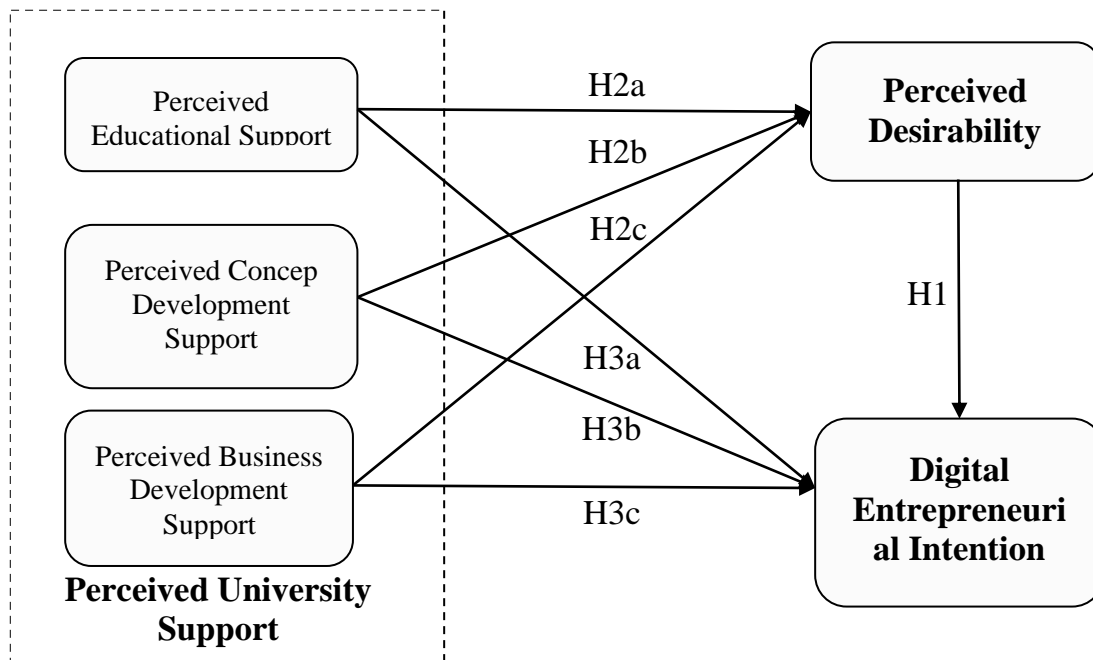 Perceived
Educational Support
Perceived Concep
Development
Support
Perceived Business
Development
Support
Perceived University
Support
H2a
H2b
H2c
H3a
H3b
H3c
Perceived
Desirability
H1
Digital
Entrepreneuri
al Intention